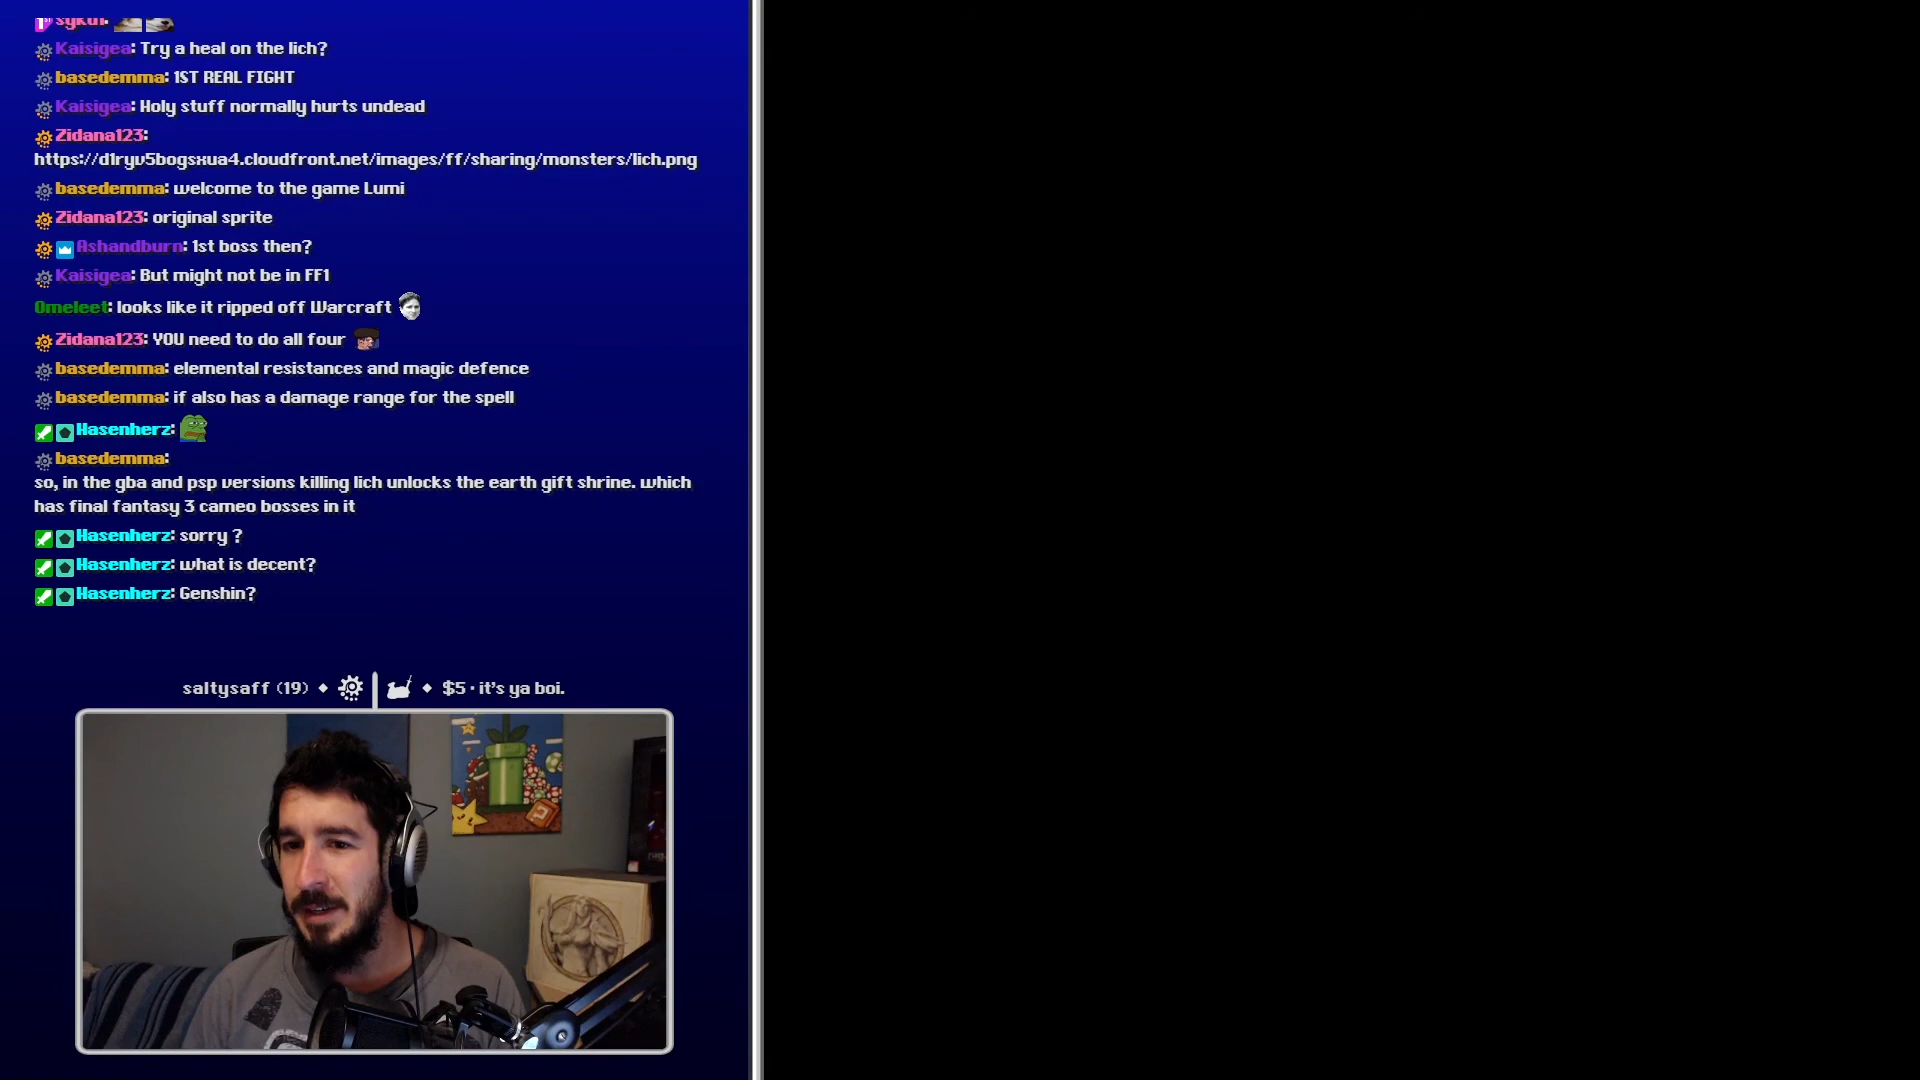 sykut:
Kaisigea: Try a heal on the lich?
basedemma: 1ST REAL FIGHT
Kaisigea: Holy stuff normally hurts undead
Zidana123:
https://d1ryv5bogsxua4.cloudfront.net/images/ff/sharing/monsters/lich.png
basedemma: welcome to the game Lumi
Zidana123: original sprite
Ashandburn: 1st boss then?
Kaisigea: But might not be in FF1
Omeleet: looks like it ripped off Warcraft
Zidana123: YOU need to do all four
basedemma: elemental resistances and magic defence
basedemma: if also has a damage range for the spell
Hasenherz:
basedemma:
so, in the gba and psp versions killing lich unlocks the earth gift shrine. which
has final fantasy 3 cameo bosses in it
Hasenherz: sorry ?
Hasenherz: what is decent?
Hasenherz: Genshin?
saltysaff (19) ◆ ◆ $5 · it's ya boi.